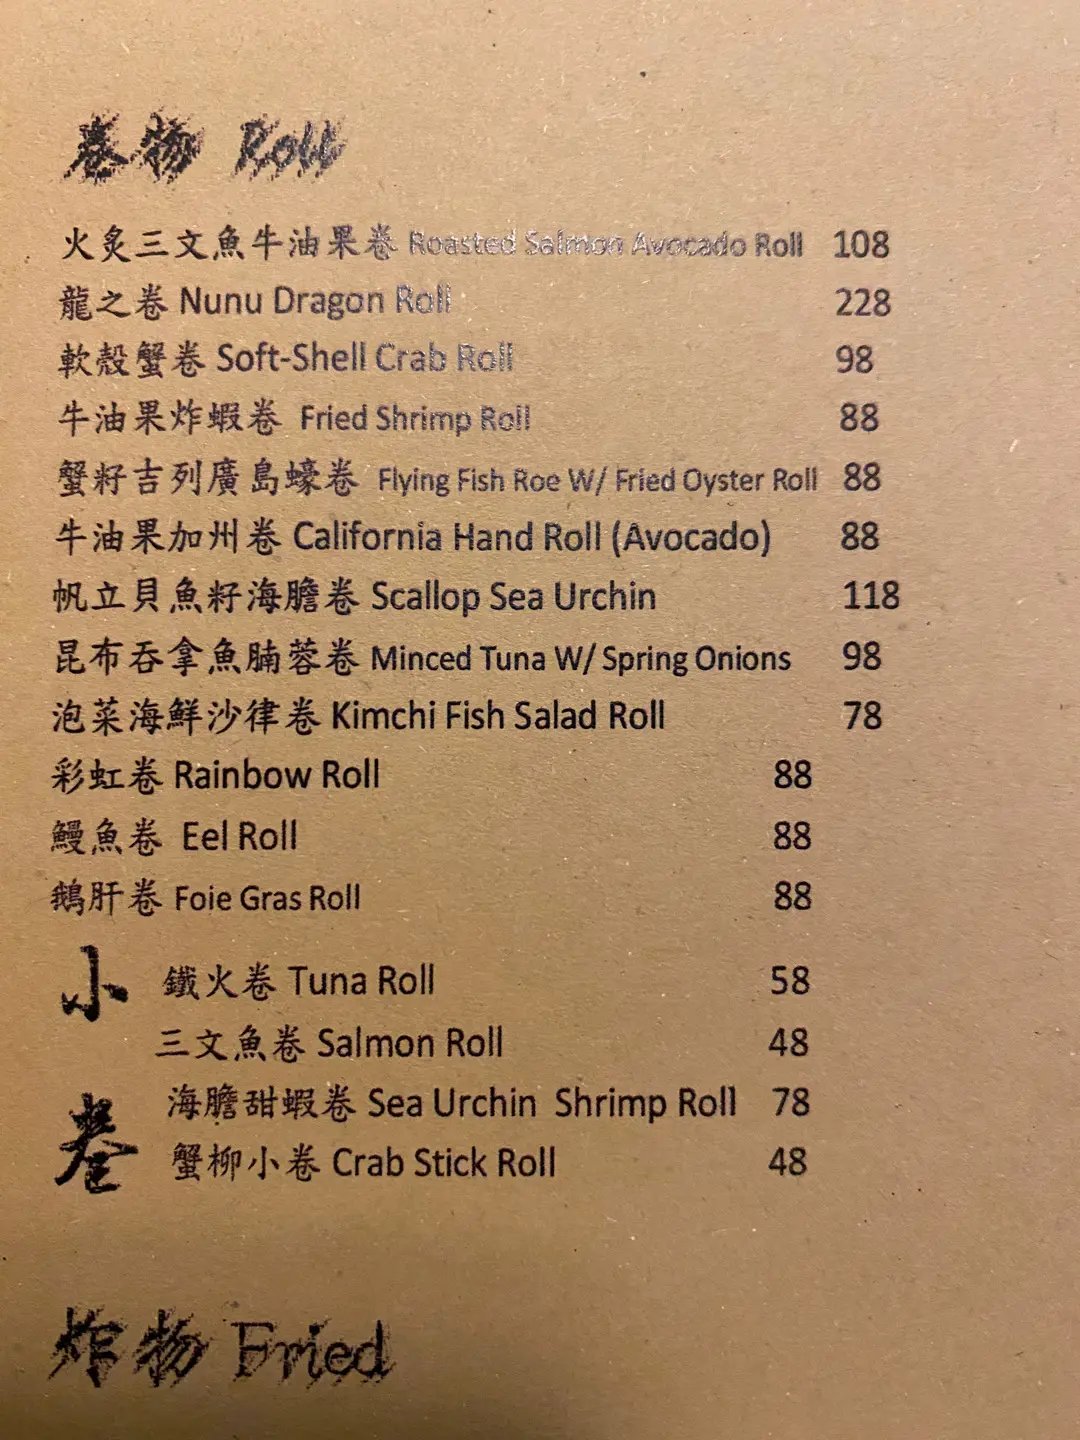 卷物 Roll
火炙三文魚牛油果卷 Roasted Salmon Avocado Roll 108
龍之卷 Nunu Dragon Roll 228
軟殼蟹卷 Soft-Shell Crab Roll 98
牛油果炸蝦卷 Fried Shrimp Roll 88
蟹籽吉列廣島蠔卷 Flying Fish Roe W/ Fried Oyster Roll 88
牛油果加州卷 California Hand Roll (Avocado) 88
帆立貝魚籽海膽卷 Scallop Sea Urchin 118
昆布吞拿魚腩蓉卷 Minced Tuna W/ Spring Onions 98
泡菜海鮮沙律卷 Kimchi Fish Salad Roll 78
彩虹卷 Rainbow Roll 88
鰻魚卷 Eel Roll 88
鵝肝卷 Foie Gras Roll 88
小卷
鐵火卷 Tuna Roll 58
三文魚卷 Salmon Roll 48
海膽甜蝦卷 Sea Urchin Shrimp Roll 78
蟹柳小卷 Crab Stick Roll 48
炸物 Fried